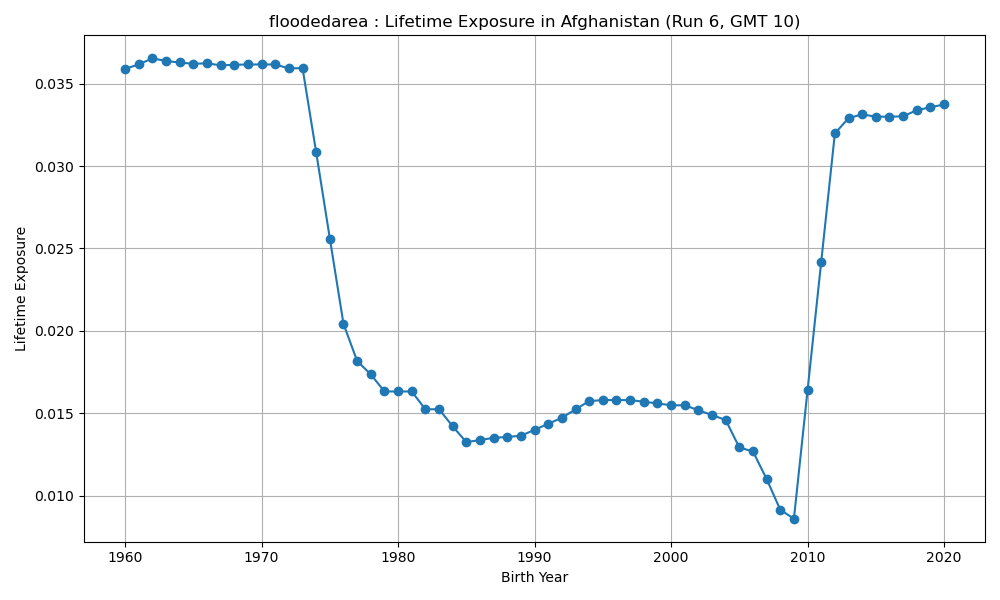 floodedarea : Lifetime Exposure in Afghanistan (Run 6, GMT 10)
Lifetime Exposure
0.035
0.030
0.025
0.020
0.015
0.010
1960 1970 1980 1990 2000 2010 2020
Birth Year